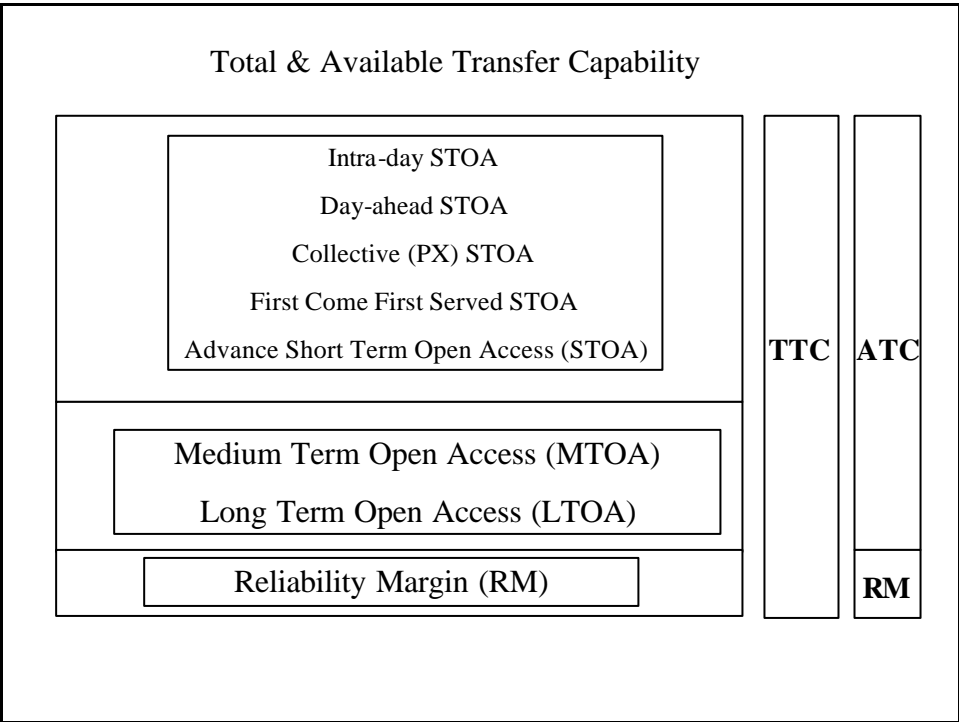 Total & Available Transfer Capability
Intra-day STOA
Day-ahead STOA
Collective (PX) STOA
First Come First Served STOA
Advance Short Term Open Access (STOA)
TTC
ATC
Medium Term Open Access (MTOA)
Long Term Open Access (LTOA)
Reliability Margin (RM)
RM